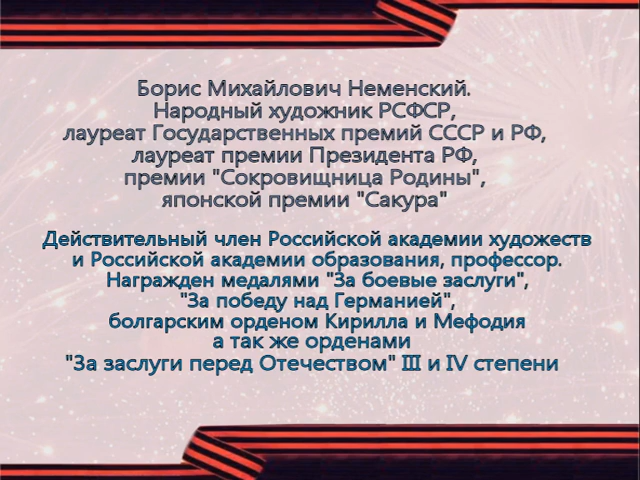 Борис Михайлович Неменский.
Народный художник РСФСР,
лауреат Государственных премий СССР и РФ,
лауреат премии Президента РФ,
премии "Сокровищница Родины",
японской премии "Сакура"
Действительный член Российской академии художеств
и Российской академии образования, профессор.
Награжден медалями "За боевые заслуги",
"За победу над Германией",
болгарским орденом Кирилла и Мефодия
а так же орденами
"За заслуги перед Отечеством" III и IV степени